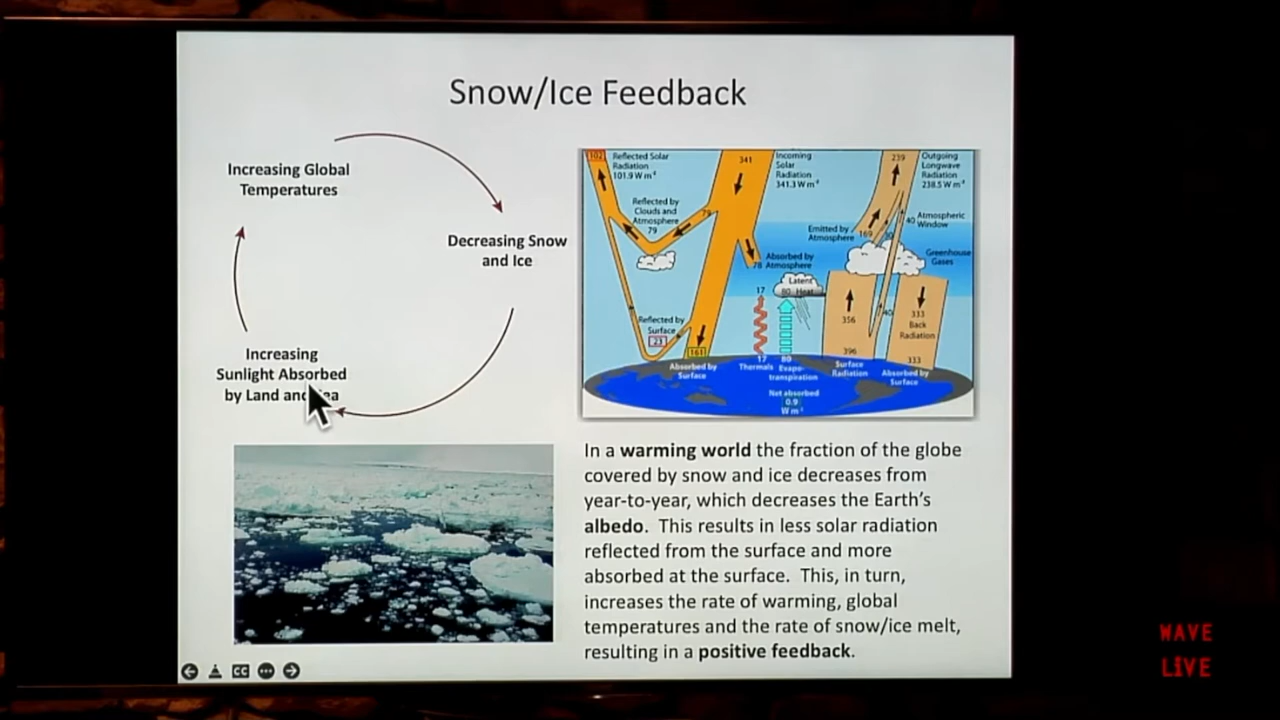 Snow/Ice Feedback
Increasing Global
Temperatures
Decreasing Snow
and Ice
Increasing
Sunlight Absorbed
by Land and
102
Reflected Solar
Radiation
101.9 W m⁻²
341
Incoming
Solar
Radiation
341.3 W m⁻²
239
Outgoing
Longwave
Radiation
238.5 W m⁻²
Reflected by
Clouds and
Atmosphere
79
79
Emitted by
Atmosphere
169
30
40
Atmospheric
Window
Greenhouse
Gases
Absorbed by
78 Atmosphere
17
Latent
80 Heat
Reflected by
Surface
23
161
Absorbed by
Surface
17
Thermals
80
Evapo-
transpiration
356
40
396
Surface
Radiation
333
Back
Radiation
333
Absorbed by
Surface
Net absorbed
0.9
W m⁻²
In a warming world the fraction of the globe
covered by snow and ice decreases from
year-to-year, which decreases the Earth's
albedo. This results in less solar radiation
reflected from the surface and more
absorbed at the surface. This, in turn,
increases the rate of warming, global
temperatures and the rate of snow/ice melt,
resulting in a positive feedback.
CC
WAVE
LIVE